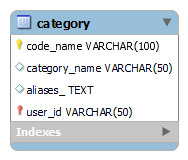 category
code_name VARCHAR(100)
category_name VARCHAR(50)
aliases_ TEXT
user_id VARCHAR(50)
Indexes